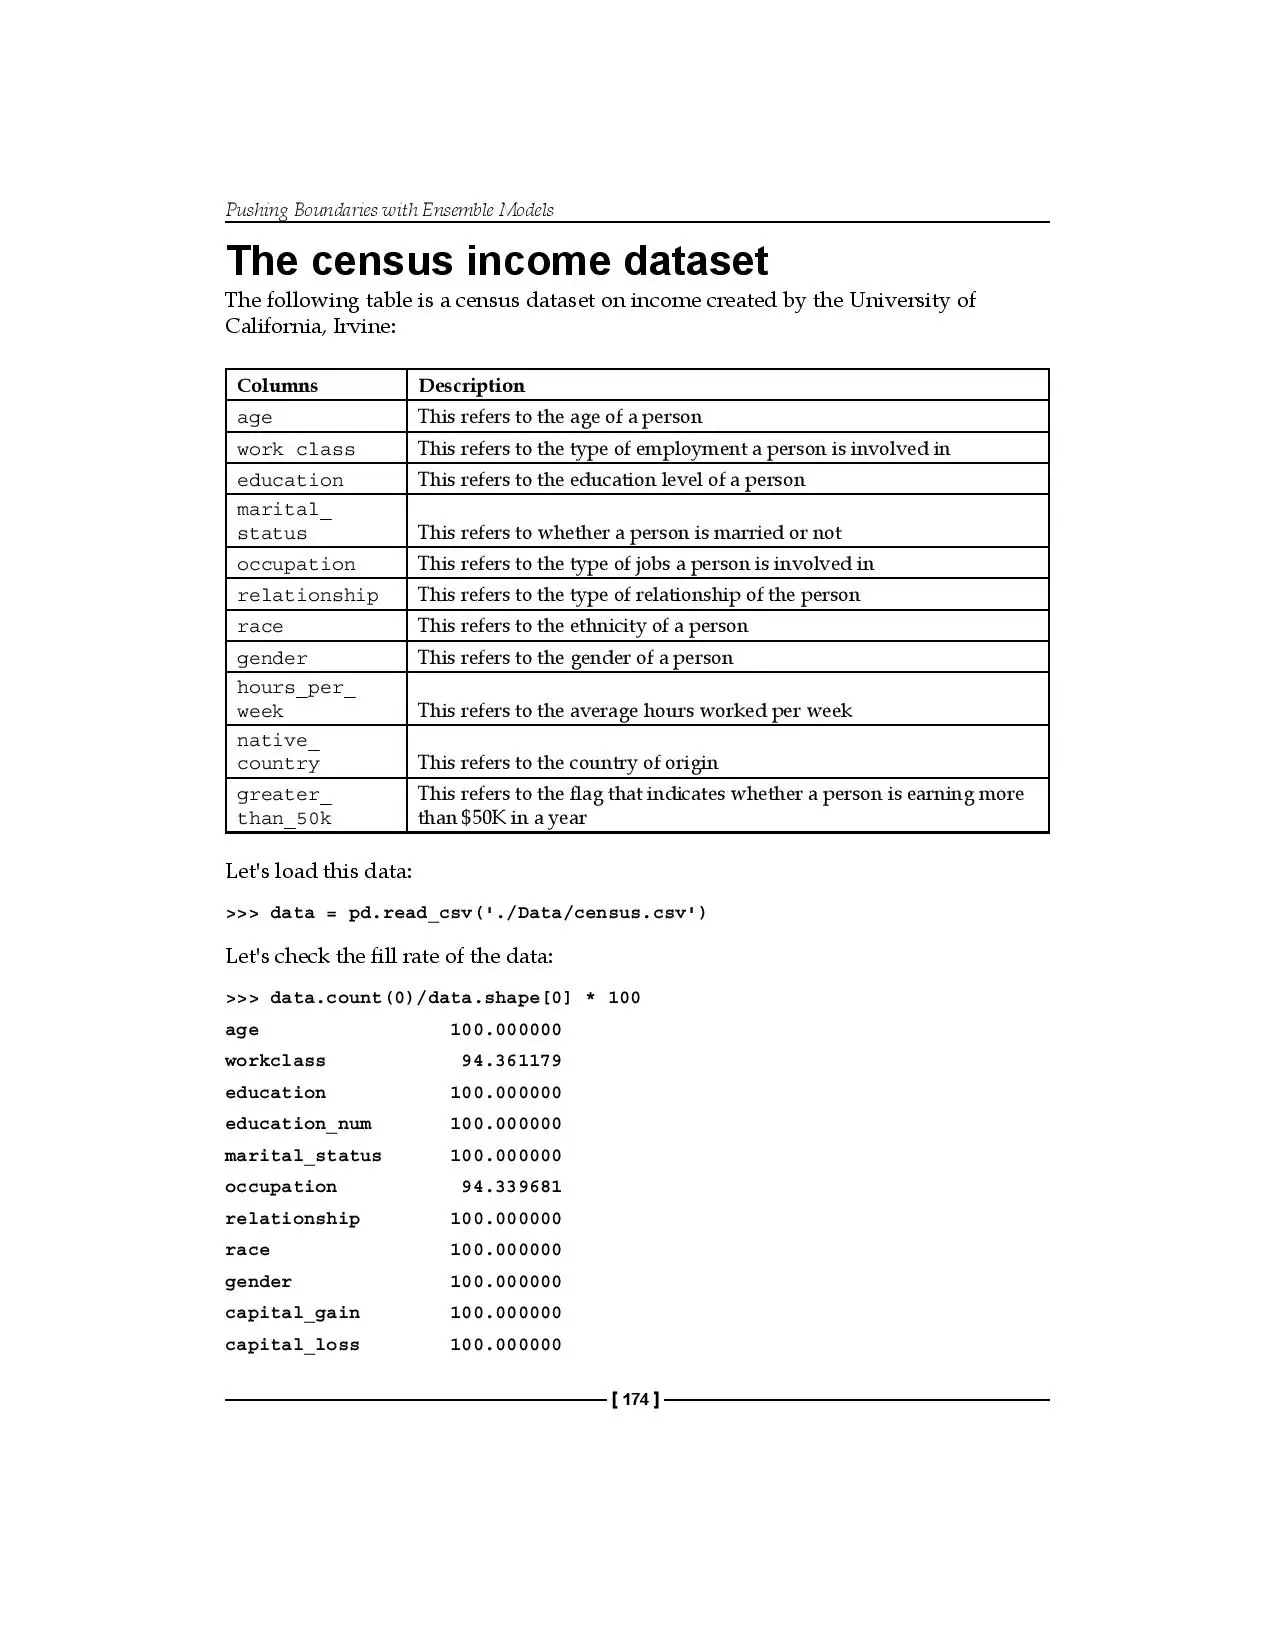 Pushing Boundaries with Ensemble Models
The census income dataset
The following table is a census dataset on income created by the University of
California, Irvine:
Columns Description
age This refers to the age of a person
work class This refers to the type of employment a person is involved in
education This refers to the education level of a person
marital_
status This refers to whether a person is married or not
occupation This refers to the type of jobs a person is involved in
relationship This refers to the type of relationship of the person
race This refers to the ethnicity of a person
gender This refers to the gender of a person
hours_per_
week This refers to the average hours worked per week
native_
country This refers to the country of origin
greater_ This refers to the flag that indicates whether a person is earning more
than_50k than $50K in a year
Let's load this data:
>>> data = pd.read_csv('./Data/census.csv')
Let's check the fill rate of the data:
>>> data.count(0)/data.shape[0] * 100
age 100.000000
workclass 94.361179
education 100.000000
education_num 100.000000
marital_status 100.000000
occupation 94.339681
relationship 100.000000
race 100.000000
gender 100.000000
capital_gain 100.000000
capital_loss 100.000000
[ 174 ]